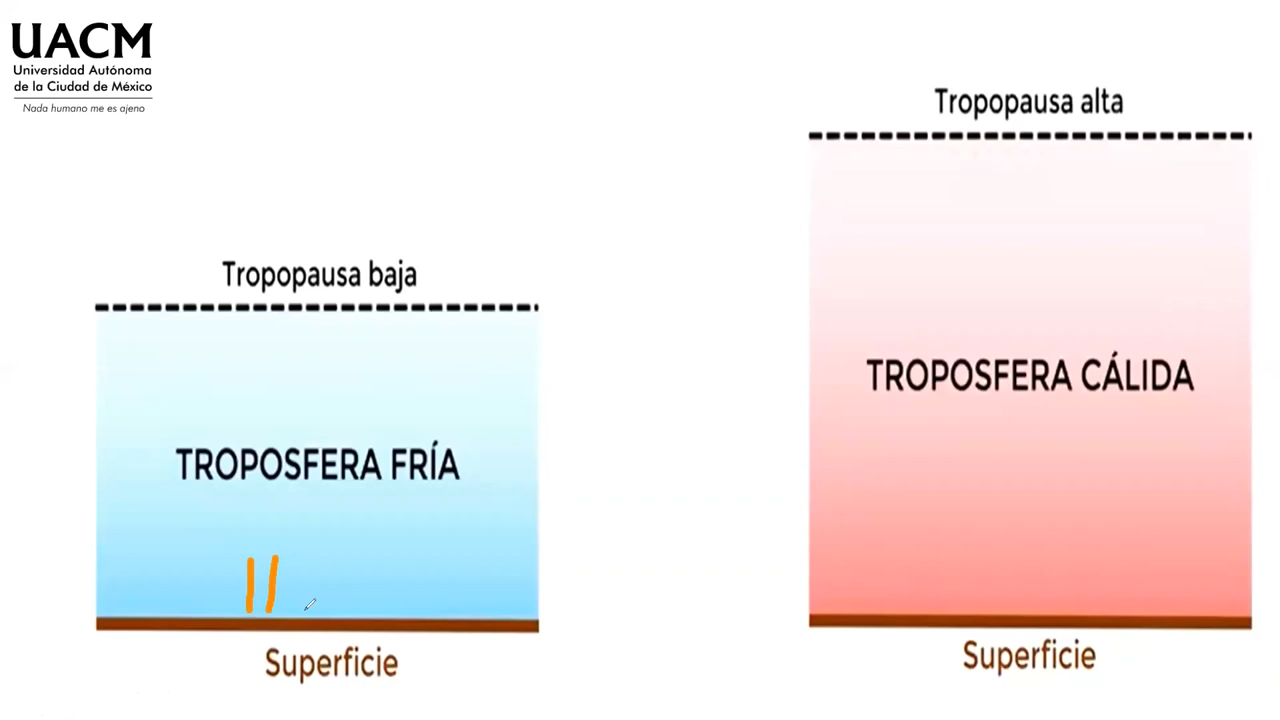 UACM
Universidad Autónoma
de la Ciudad de México
Nada humano me es ajeno
Tropopausa alta
Tropopausa baja
TROPOSFERA CÁLIDA
TROPOSFERA FRÍA
11
Superficie
Superficie